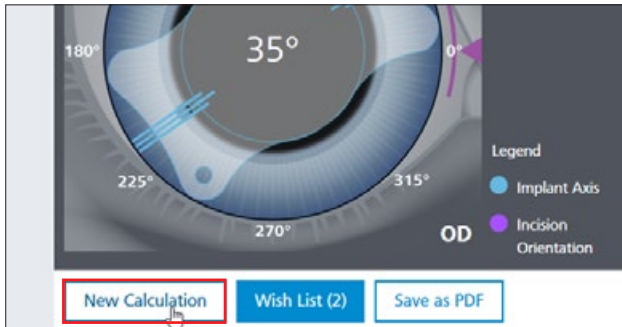 180°
35°
0°
Legend
225°
315°
Implant Axis
270°
OD
Incision
Orientation
New Calculation
Wish List (2)
Save as PDF